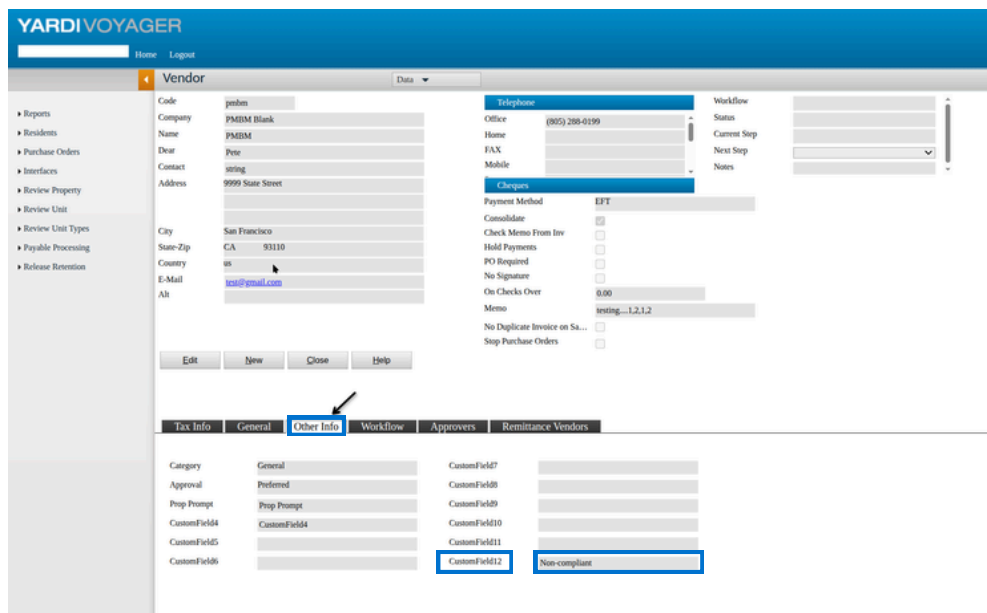 YARDI VOYAGER
Home Logout
Vendor
Data
Reports
Residents
Purchase Orders
Interfaces
Review Property
Review Unit
Review Unit Types
Payable Processing
Release Retention
Code pmbm
Company PMBM Blank
Name PMBM
Dear Pete
Contact string
Address 9999 State Street
City San Francisco
State-Zip CA 93110
Country us
E-Mail test@gmail.com
Alt
Telephone
Office (805) 288-0199
Home
FAX
Mobile
Cheques
Payment Method EFT
Consolidate
Check Memo From Inv
Hold Payments
PO Required
No Signature
On Checks Over 0.00
Memo testing....1,2,1,2
No Duplicate Invoice on Sa...
Stop Purchase Orders
Workflow
Status
Current Step
Next Step
Notes
Edit New Close Help
Tax Info General Other Info Workflow Approvers Remittance Vendors
Category General
Approval Preferred
Prop Prompt Prop Prompt
CustomField4 CustomField4
CustomField5
CustomField6
CustomField7
CustomField8
CustomField9
CustomField10
CustomField11
CustomField12 Non-compliant